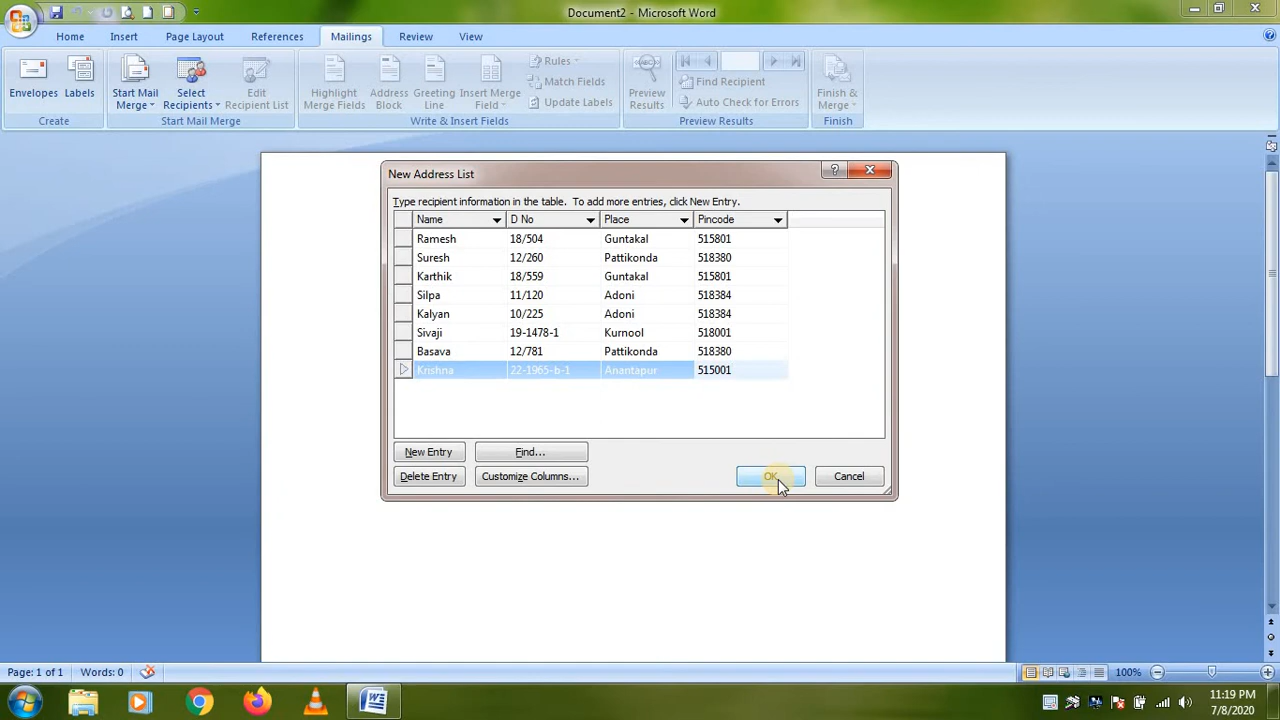 Document2 - Microsoft Word
Home Insert Page Layout References Mailings Review View
Envelopes Labels Start Mail Merge Select Recipients Edit Recipient List Highlight Merge Fields Address Block Greeting Line Insert Merge Field Rules Match Fields Update Labels Preview Results Find Recipient Auto Check for Errors Finish & Merge
Create Start Mail Merge Write & Insert Fields Preview Results Finish
New Address List
Type recipient information in the table. To add more entries, click New Entry.
Name D No Place Pincode
Ramesh 18/504 Guntakal 515801
Suresh 12/260 Pattikonda 518380
Karthik 18/559 Guntakal 515801
Silpa 11/120 Adoni 518384
Kalyan 10/225 Adoni 518384
Sivaji 19-1478-1 Kurnool 518001
Basava 12/781 Pattikonda 518380
Krishna 22-1965-b-1 Anantapur 515001
New Entry Find...
Delete Entry Customize Columns... OK Cancel
Page: 1 of 1 Words: 0 100%
11:19 PM
7/8/2020